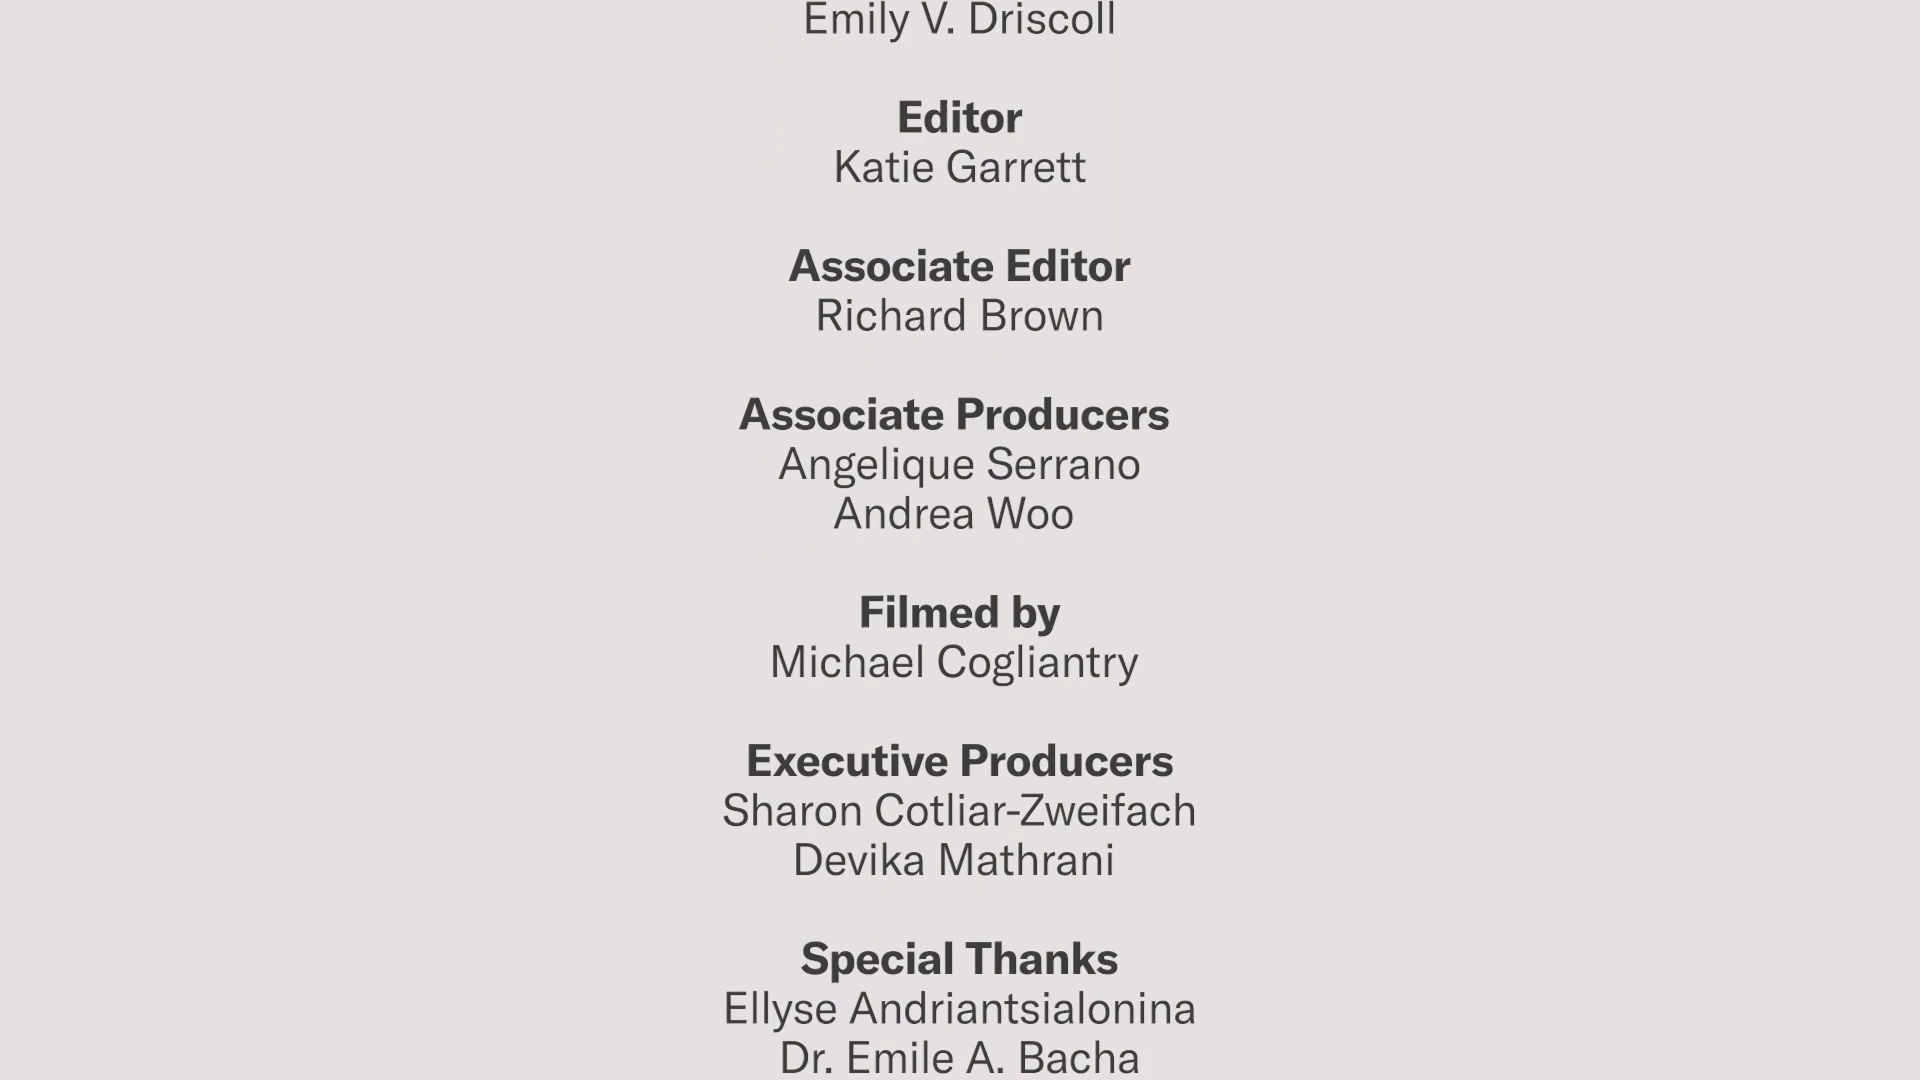 Emily V. Driscoll
Editor
Katie Garrett
Associate Editor
Richard Brown
Associate Producers
Angelique Serrano
Andrea Woo
Filmed by
Michael Cogliantry
Executive Producers
Sharon Cotliar-Zweifach
Devika Mathrani
Special Thanks
Ellyse Andriantsialonina
Dr. Emile A. Bacha